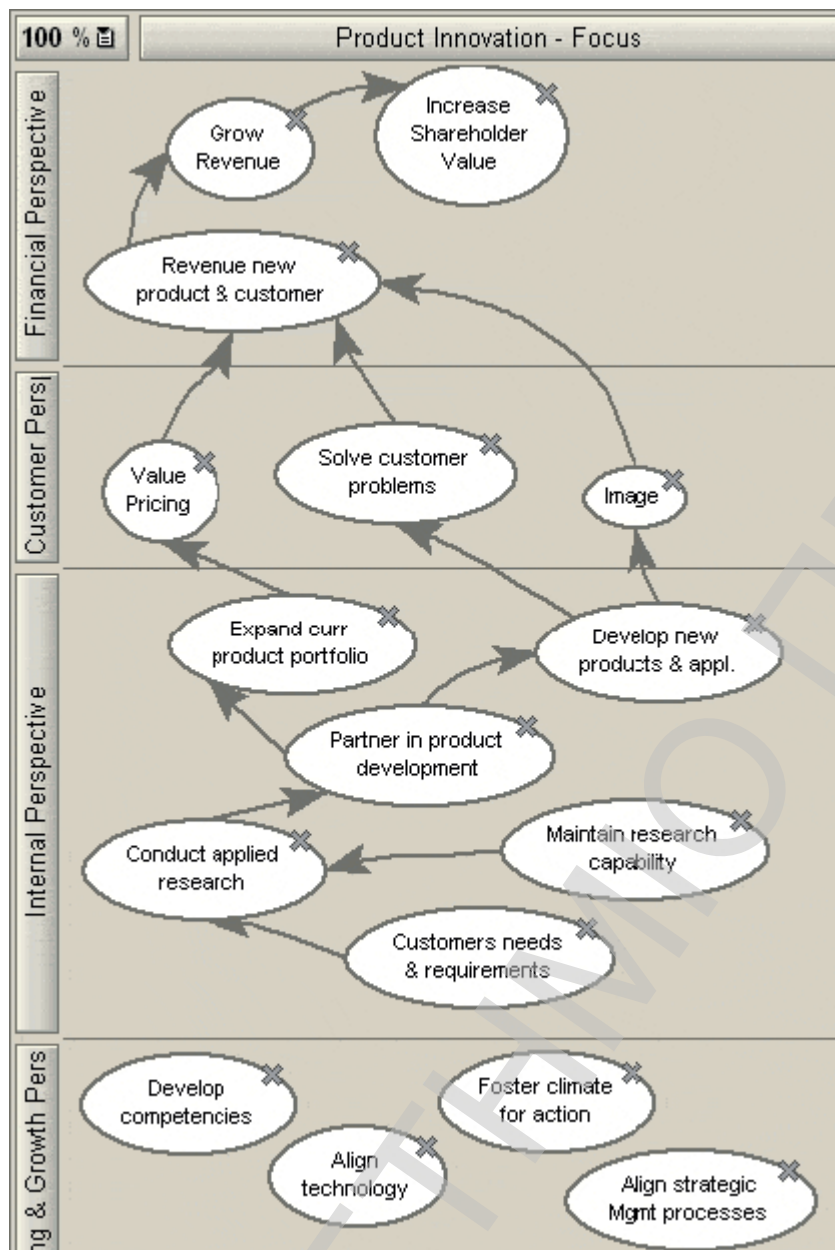 100 %
Product Innovation - Focus
Financial Perspective
Grow
Revenue
Increase
Shareholder
Value
Revenue new
product & customer
Customer Pers
Value
Pricing
Solve customer
problems
Image
Internal Perspective
Expand curr
product portfolio
Develop new
products & appl.
Partner in product
development
Conduct applied
research
Maintain research
capability
Customers needs
& requirements
ng & Growth Pers
Develop
competencies
Foster climate
for action
Align
technology
Align strategic
Mgmt processes